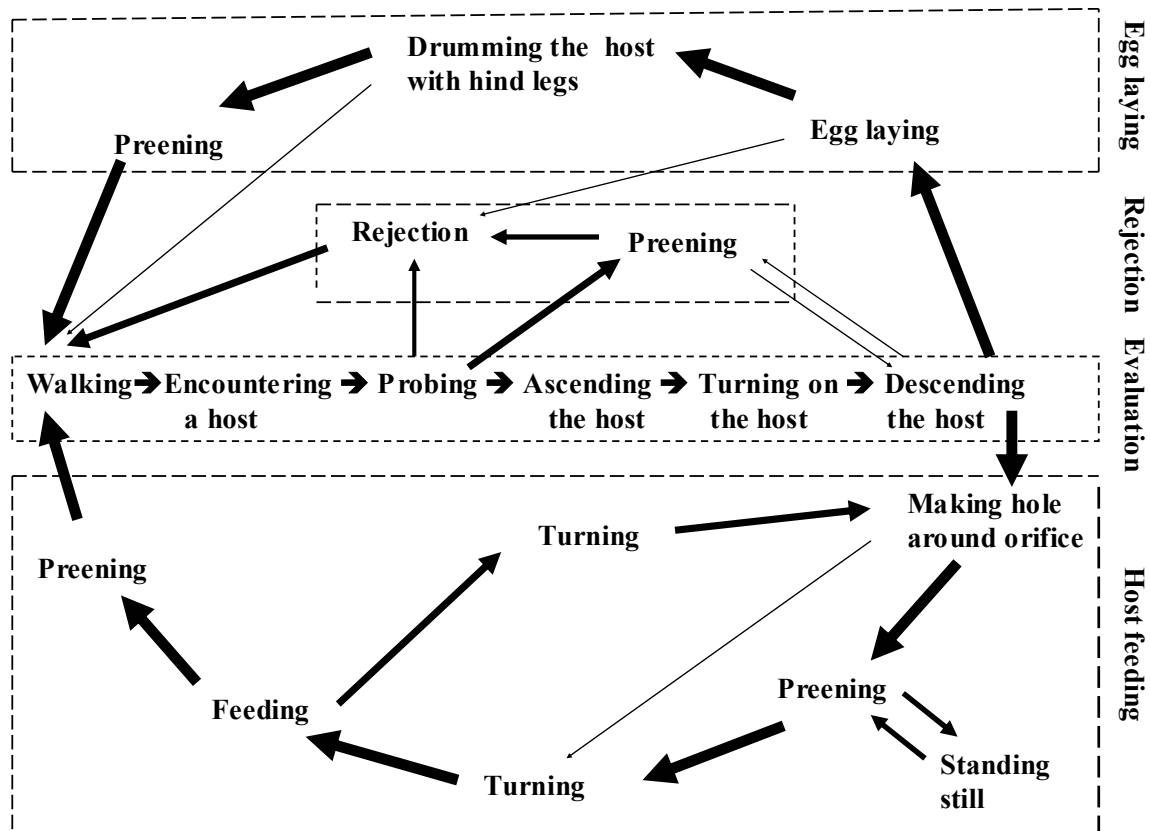 Drumming the host
with hind legs
Preening
Egg laying
Egg laying
Rejection
Preening
Rejection
Walking Encountering Probing Ascending Turning on Descending
a host the host the host the host
Evaluation
Making hole
around orifice
Turning
Preening
Preening
Feeding
Turning
Standing
still
Host feeding